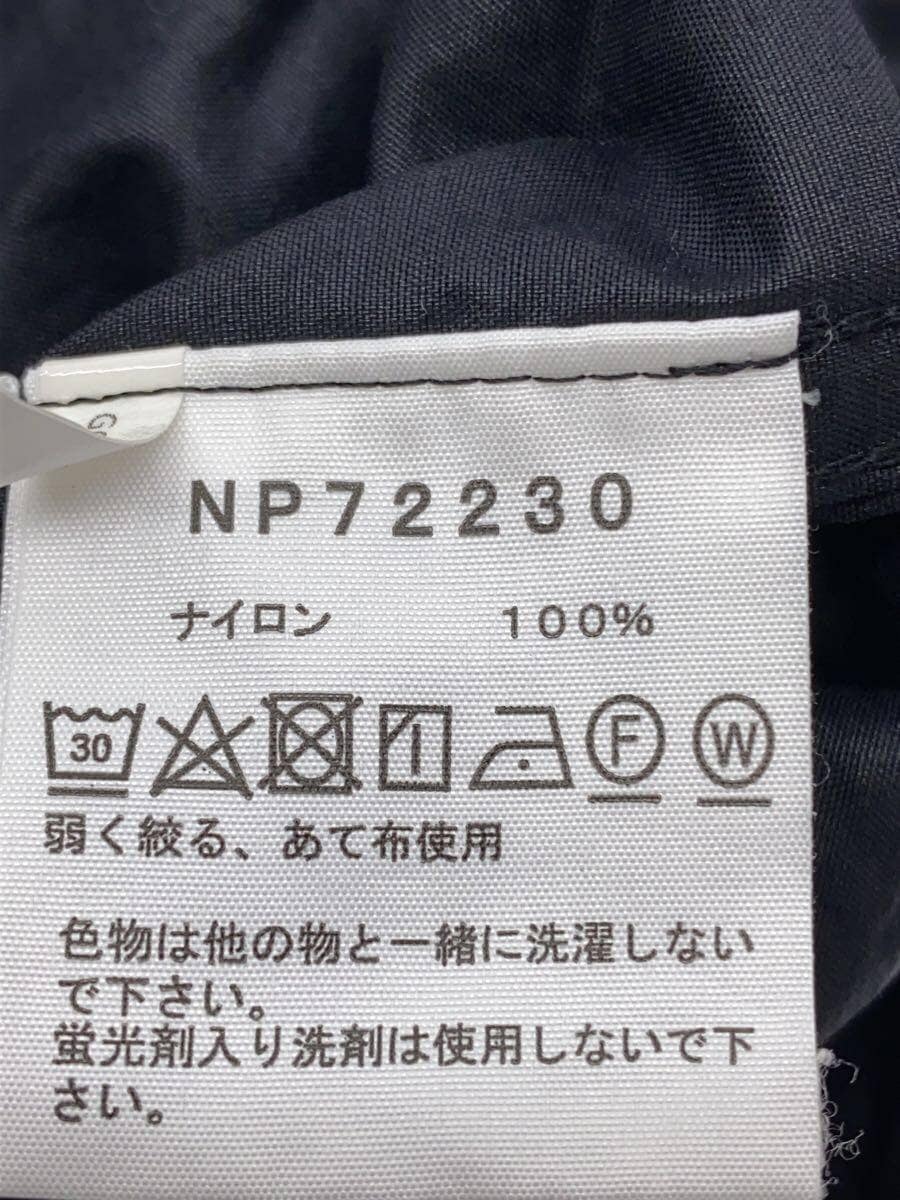 NP72230
ナイロン 100%
30
F
W
弱く絞る、あて布使用
色物は他の物と一緒に洗濯しない
で下さい。
蛍光剤入り洗剤は使用しないで下
さい。